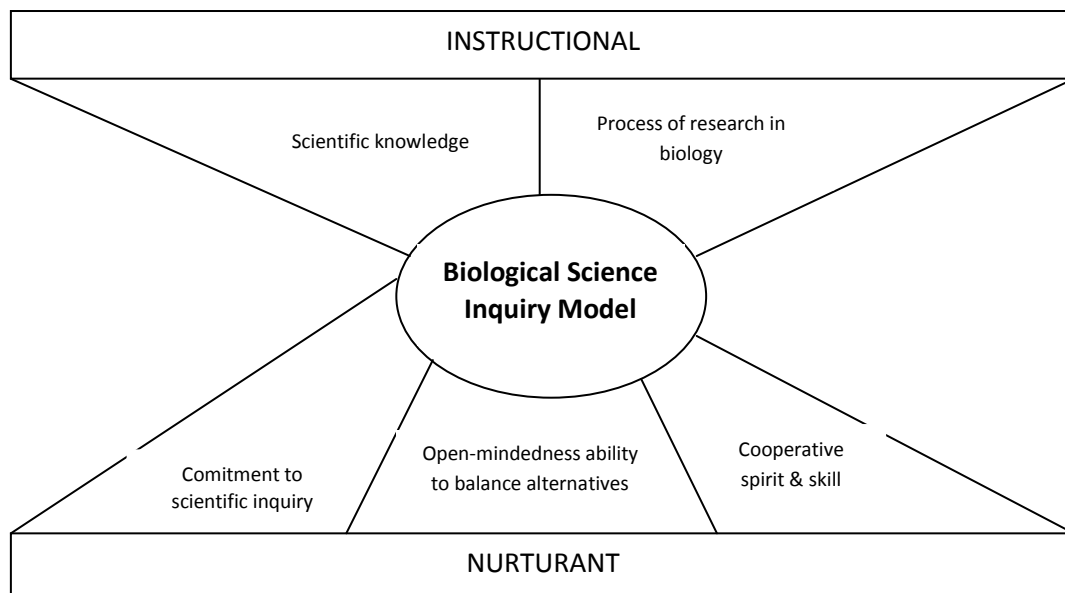 INSTRUCTIONAL
Scientific knowledge
Process of research in
biology
Biological Science
Inquiry Model
Comitment to
scientific inquiry
Open-mindedness ability
to balance alternatives
Cooperative
spirit & skill
NURTURANT